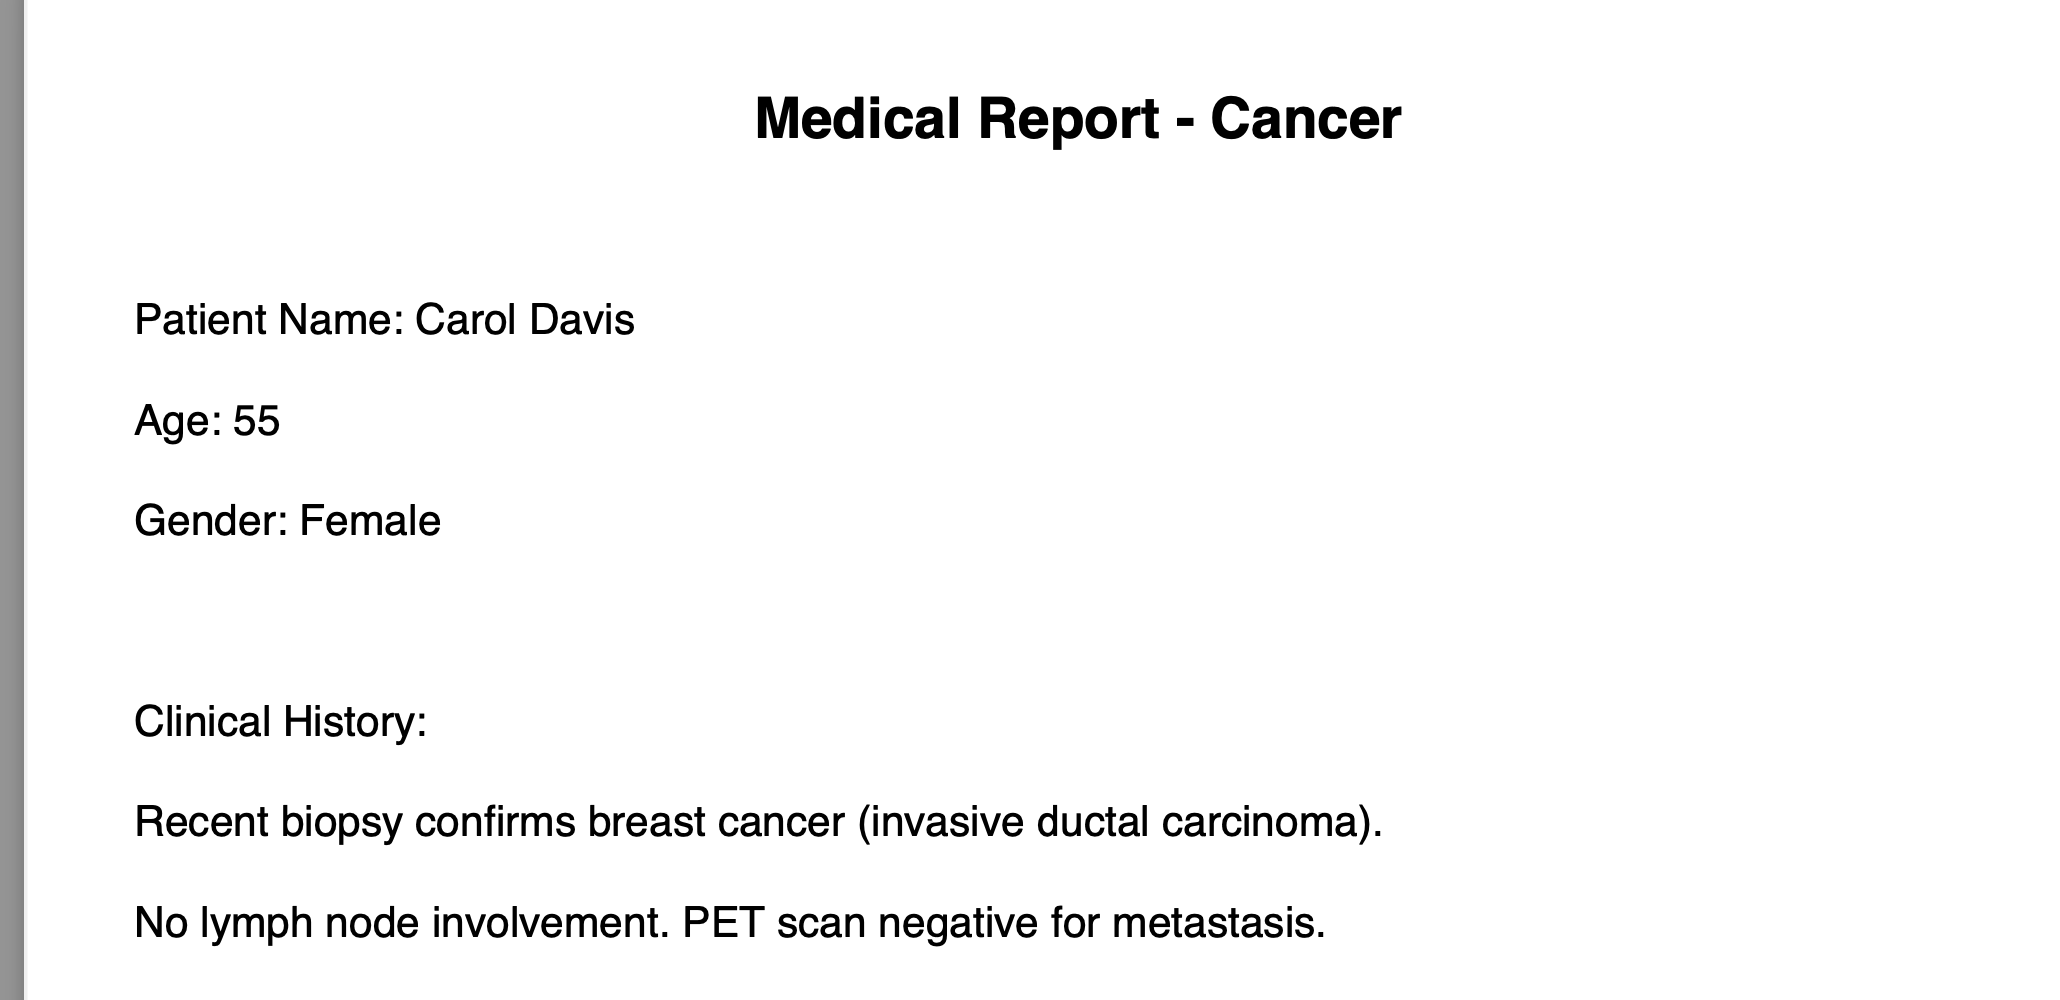 Medical Report - Cancer
Patient Name: Carol Davis
Age: 55
Gender: Female
Clinical History:
Recent biopsy confirms breast cancer (invasive ductal carcinoma).
No lymph node involvement. PET scan negative for metastasis.